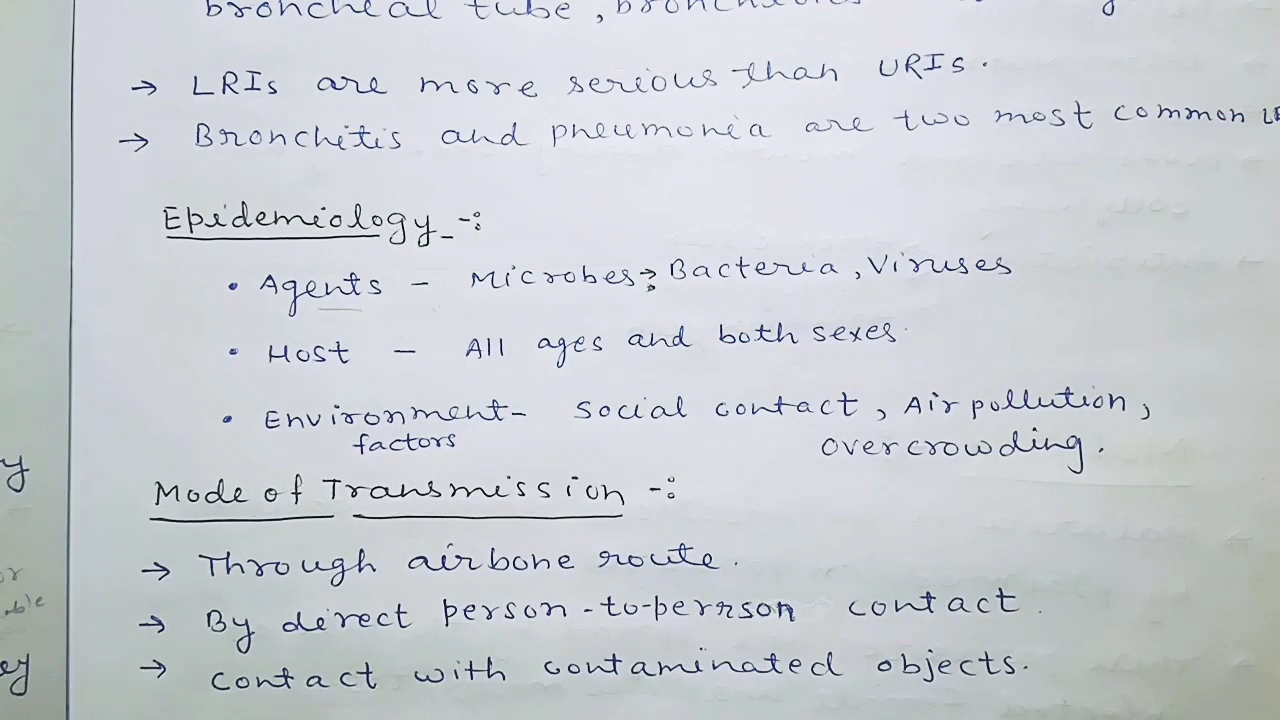 broncheal tube,
→ LRIs are more serious than URIs.
→ Bronchitis and pneumonia are two most common
Epidemiology -:
• Agents - Microbes → Bacteria, Viruses
• Host - All ages and both sexes.
• Environment- social contact, Air pollution,
factors overcrowding.
Mode of Transmission -:
→ Through airbone route.
→ By direct person-to-perrson contact.
→ contact with contaminated objects.